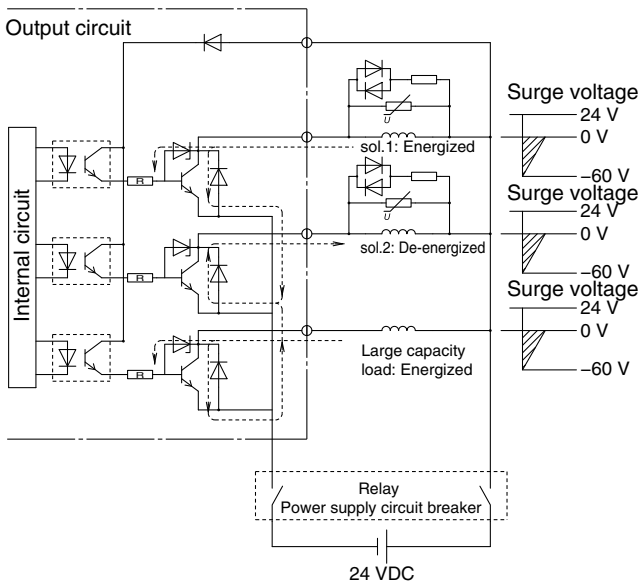 Output circuit
Internal circuit
R
R
R
U
sol.1: Energized
U
sol.2: De-energized
Large capacity
load: Energized
Surge voltage
24 V
0 V
−60 V
Surge voltage
24 V
0 V
−60 V
Surge voltage
24 V
0 V
−60 V
Relay
Power supply circuit breaker
24 VDC